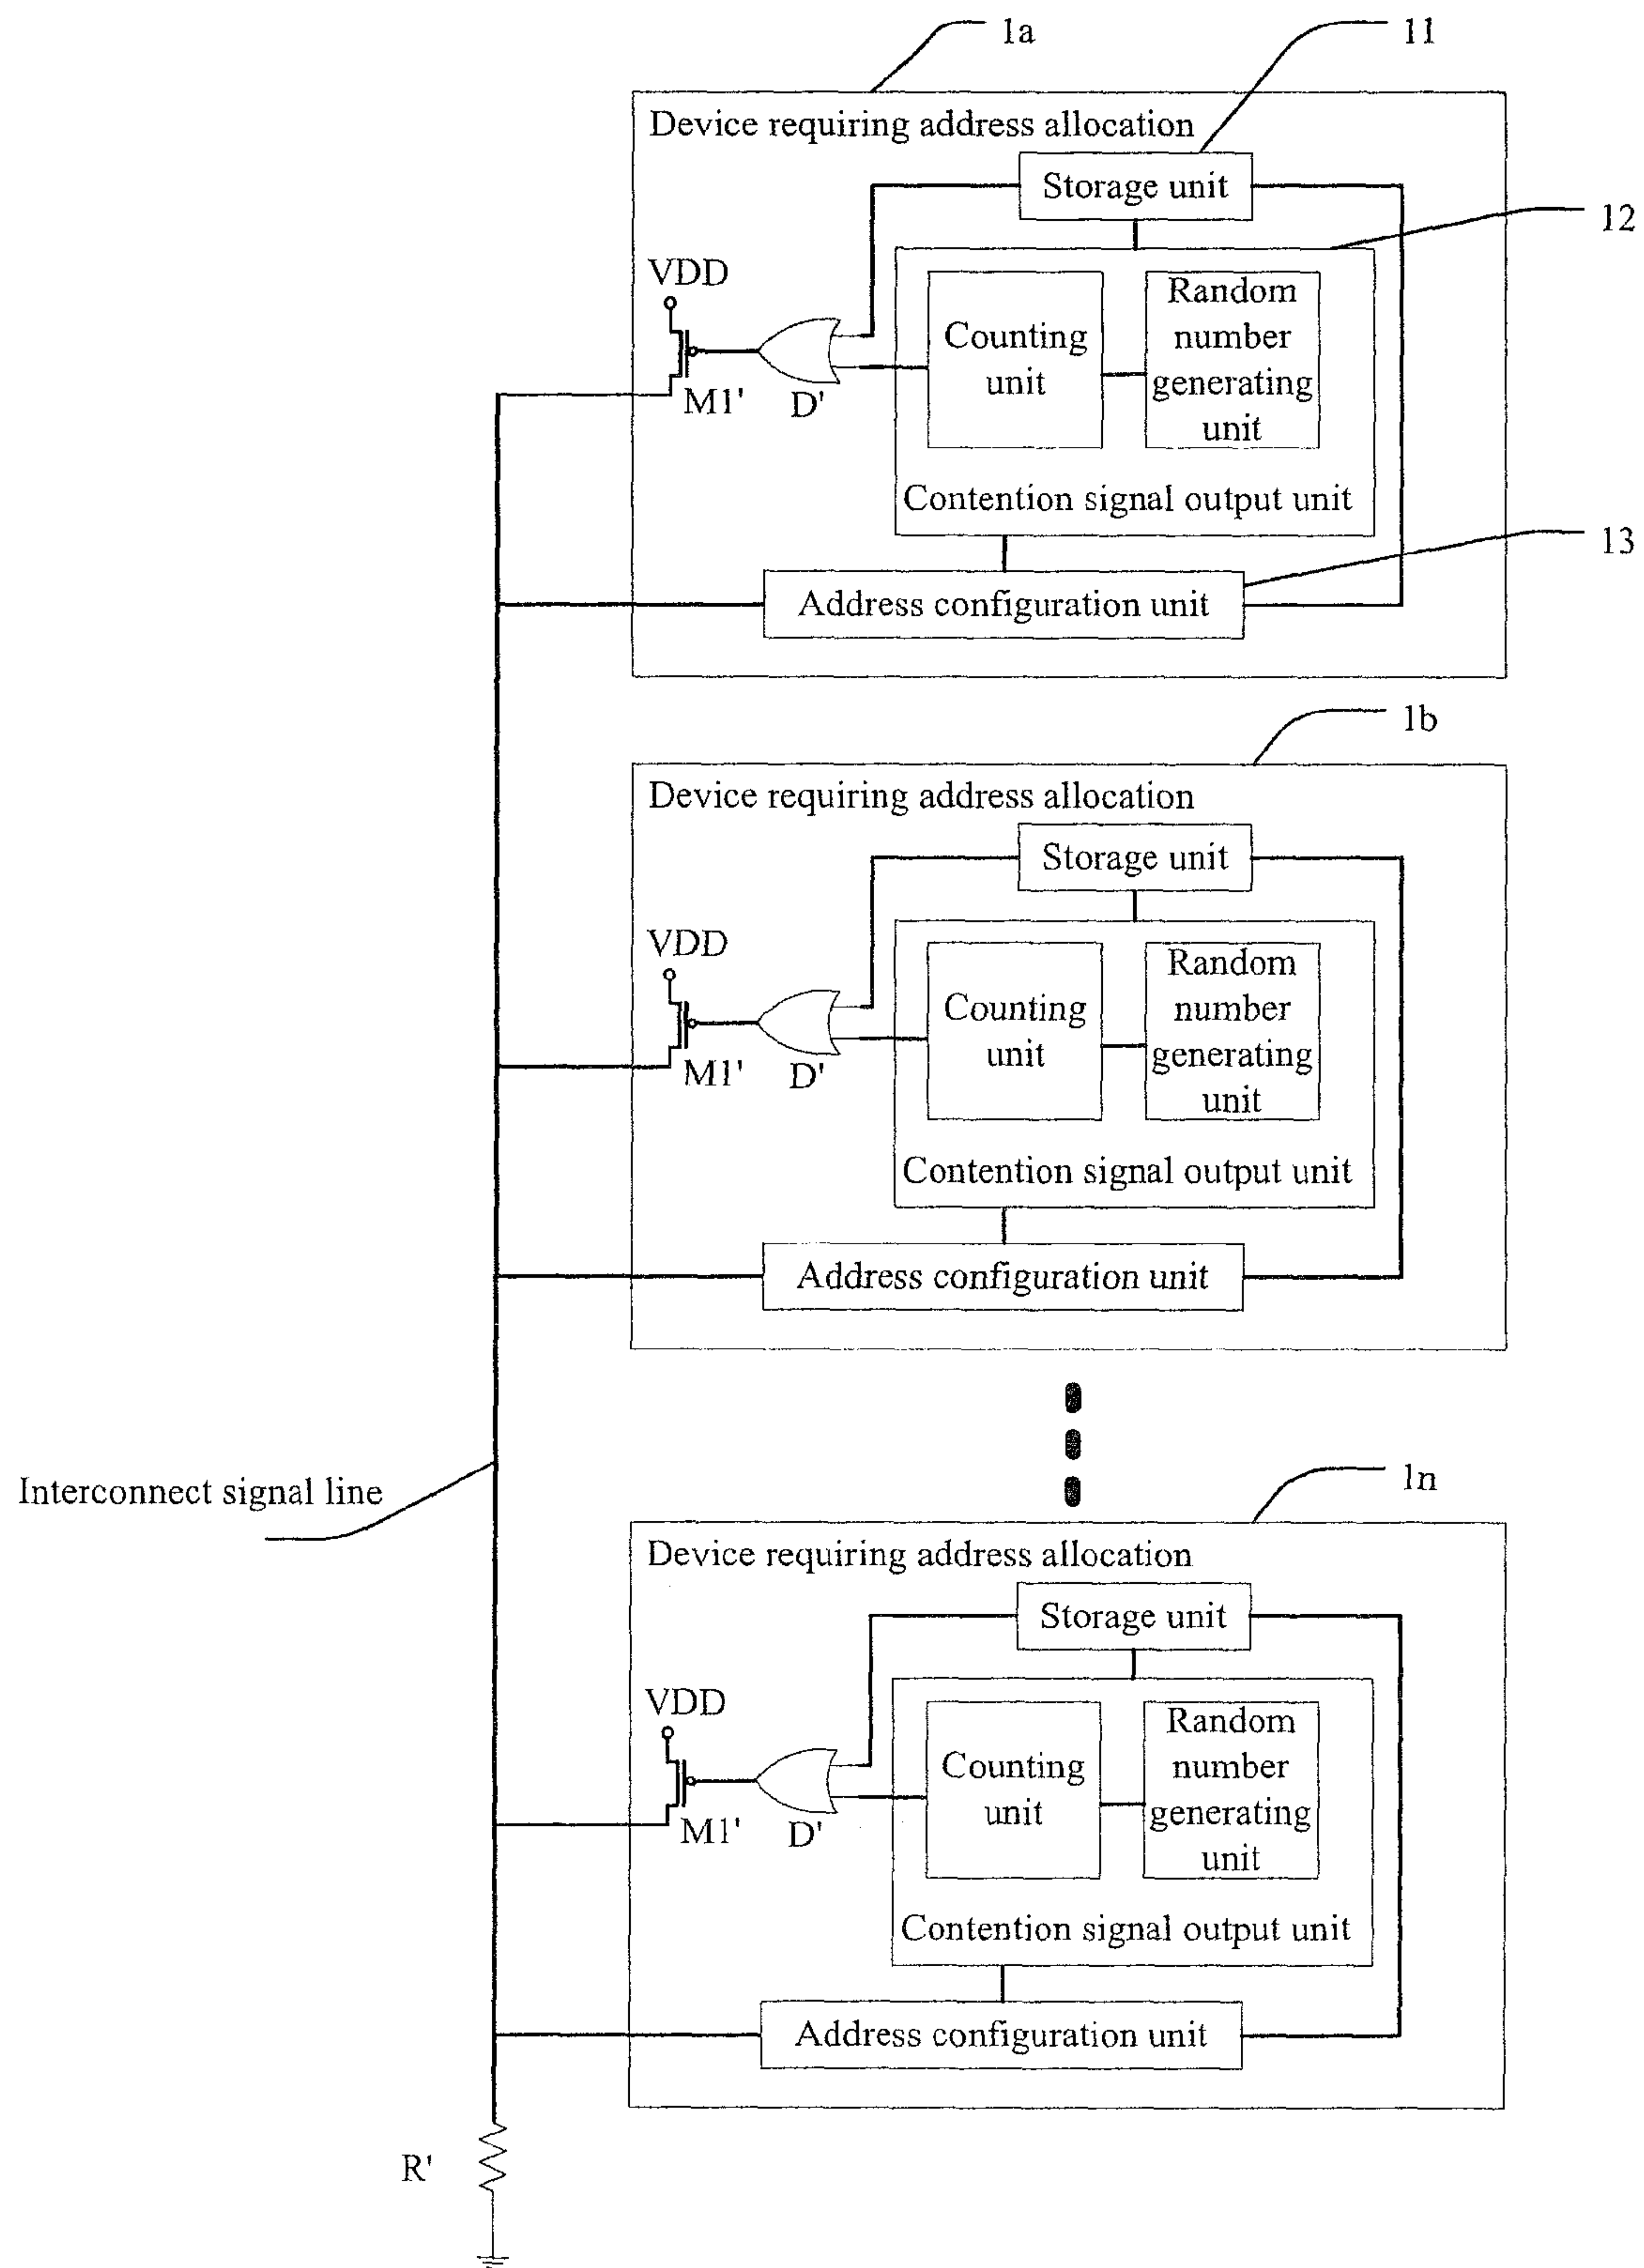 1a
11
Device requiring address allocation
Storage unit
12
VDD
Random
number
generating
unit
Counting
unit
M1'
D'
Contention signal output unit
13
Address configuration unit
1b
Device requiring address allocation
Storage unit
VDD
Random
number
generating
unit
Counting
unit
M1'
D'
Contention signal output unit
Address configuration unit
Interconnect signal line
1n
Device requiring address allocation
Storage unit
VDD
Random
number
generating
unit
Counting
unit
M1'
D'
Contention signal output unit
Address configuration unit
R'